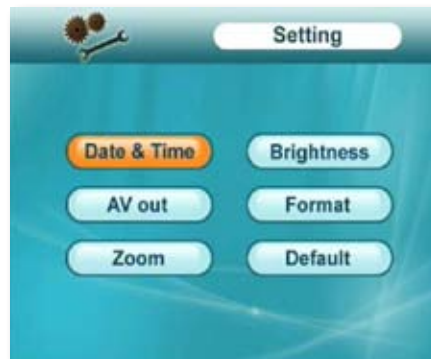 Setting
Date & Time
Brightness
AV out
Format
Zoom
Default